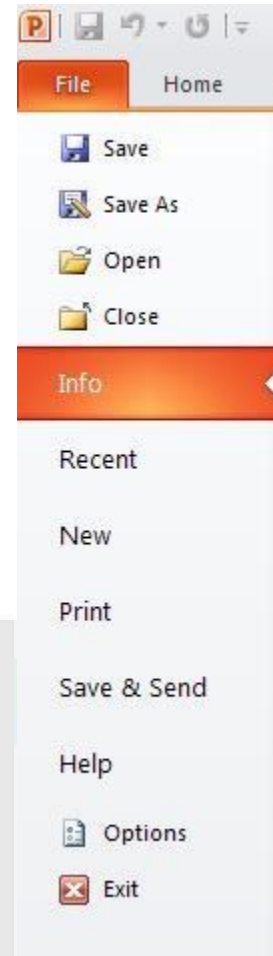 P
File Home
Save
Save As
Open
Close
Info
Recent
New
Print
Save & Send
Help
Options
Exit